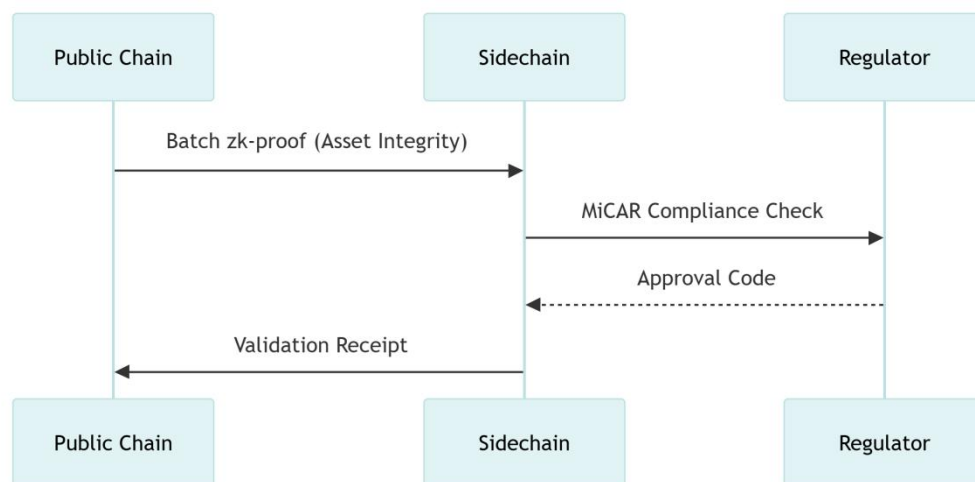 Public Chain
Sidechain
Regulator
Batch zk-proof (Asset Integrity)
MiCAR Compliance Check
Approval Code
Validation Receipt
Public Chain
Sidechain
Regulator